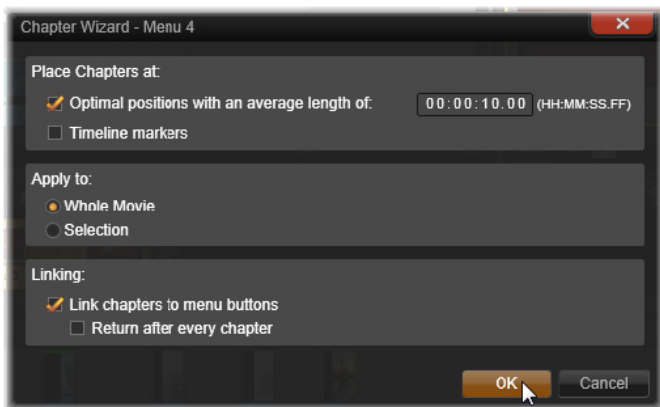 Chapter Wizard - Menu 4
Place Chapters at:
Optimal positions with an average length of: 00:00:10.00 (HH:MM:SS.FF)
Timeline markers
Apply to:
Whole Movie
Selection
Linking:
Link chapters to menu buttons
Return after every chapter
OK Cancel